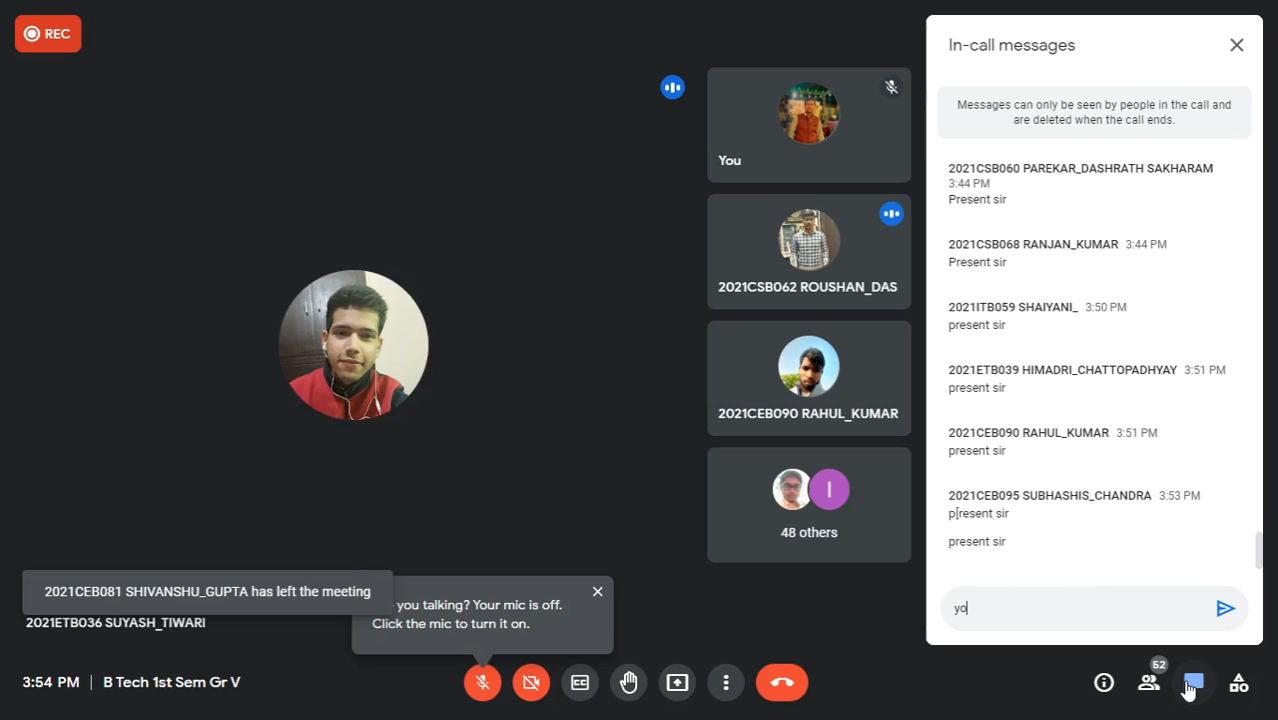 REC
You
2021CSB062 ROUSHAN_DAS
2021CEB090 RAHUL_KUMAR
I
48 others
2021CEB081 SHIVANSHU_GUPTA has left the meeting
2021ETB036 SUYASH_TIWARI
you talking? Your mic is off.
Click the mic to turn it on.
In-call messages
Messages can only be seen by people in the call and
are deleted when the call ends.
2021CSB060 PAREKAR_DASHRATH SAKHARAM
3:44 PM
Present sir
2021CSB068 RANJAN_KUMAR 3:44 PM
Present sir
2021ITB059 SHAIYANI_ 3:50 PM
present sir
2021ETB039 HIMADRI_CHATTOPADHYAY 3:51 PM
present sir
2021CEB090 RAHUL_KUMAR 3:51 PM
present sir
2021CEB095 SUBHASHIS_CHANDRA 3:53 PM
p[resent sir
present sir
yo
3:54 PM | B Tech 1st Sem Gr V
CC
52